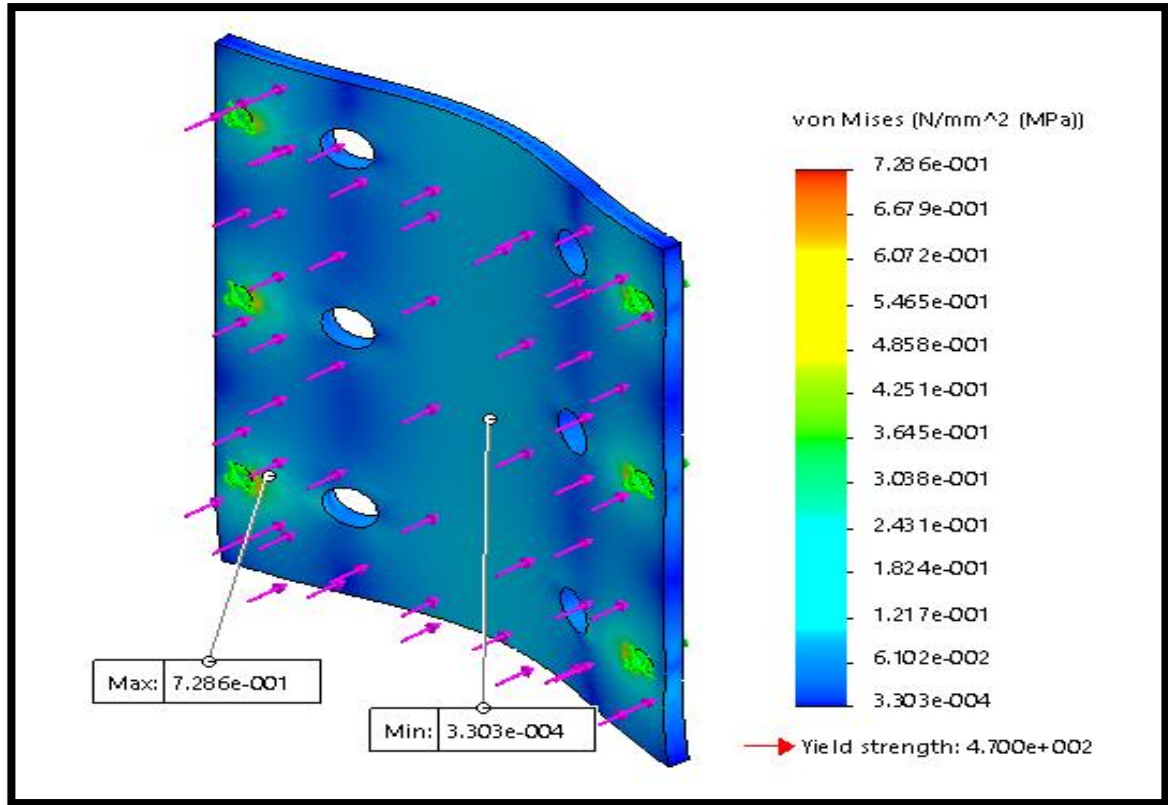 von Mises (N/mm^2 (MPa))
7.286e-001
6.679e-001
6.072e-001
5.465e-001
4.858e-001
4.251e-001
3.645e-001
3.038e-001
2.431e-001
1.824e-001
1.217e-001
6.102e-002
3.303e-004
Yield strength: 4.700e+002
Max: 7.286e-001
Min: 3.303e-004